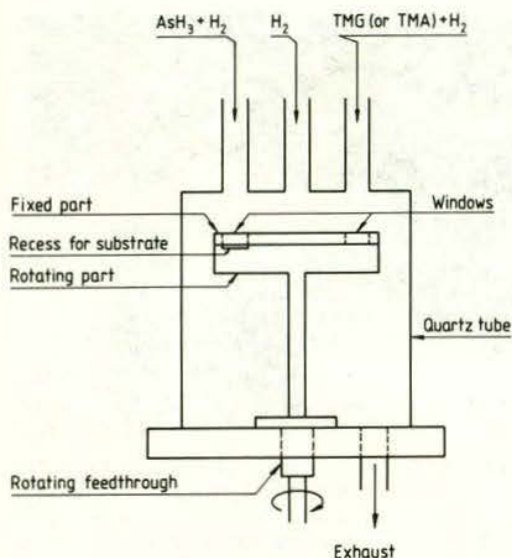 AsH₃ + H₂
H₂
TMG (or TMA) + H₂
Fixed part
Windows
Recess for substrate
Rotating part
Quartz tube
Rotating feedthrough
Exhaust